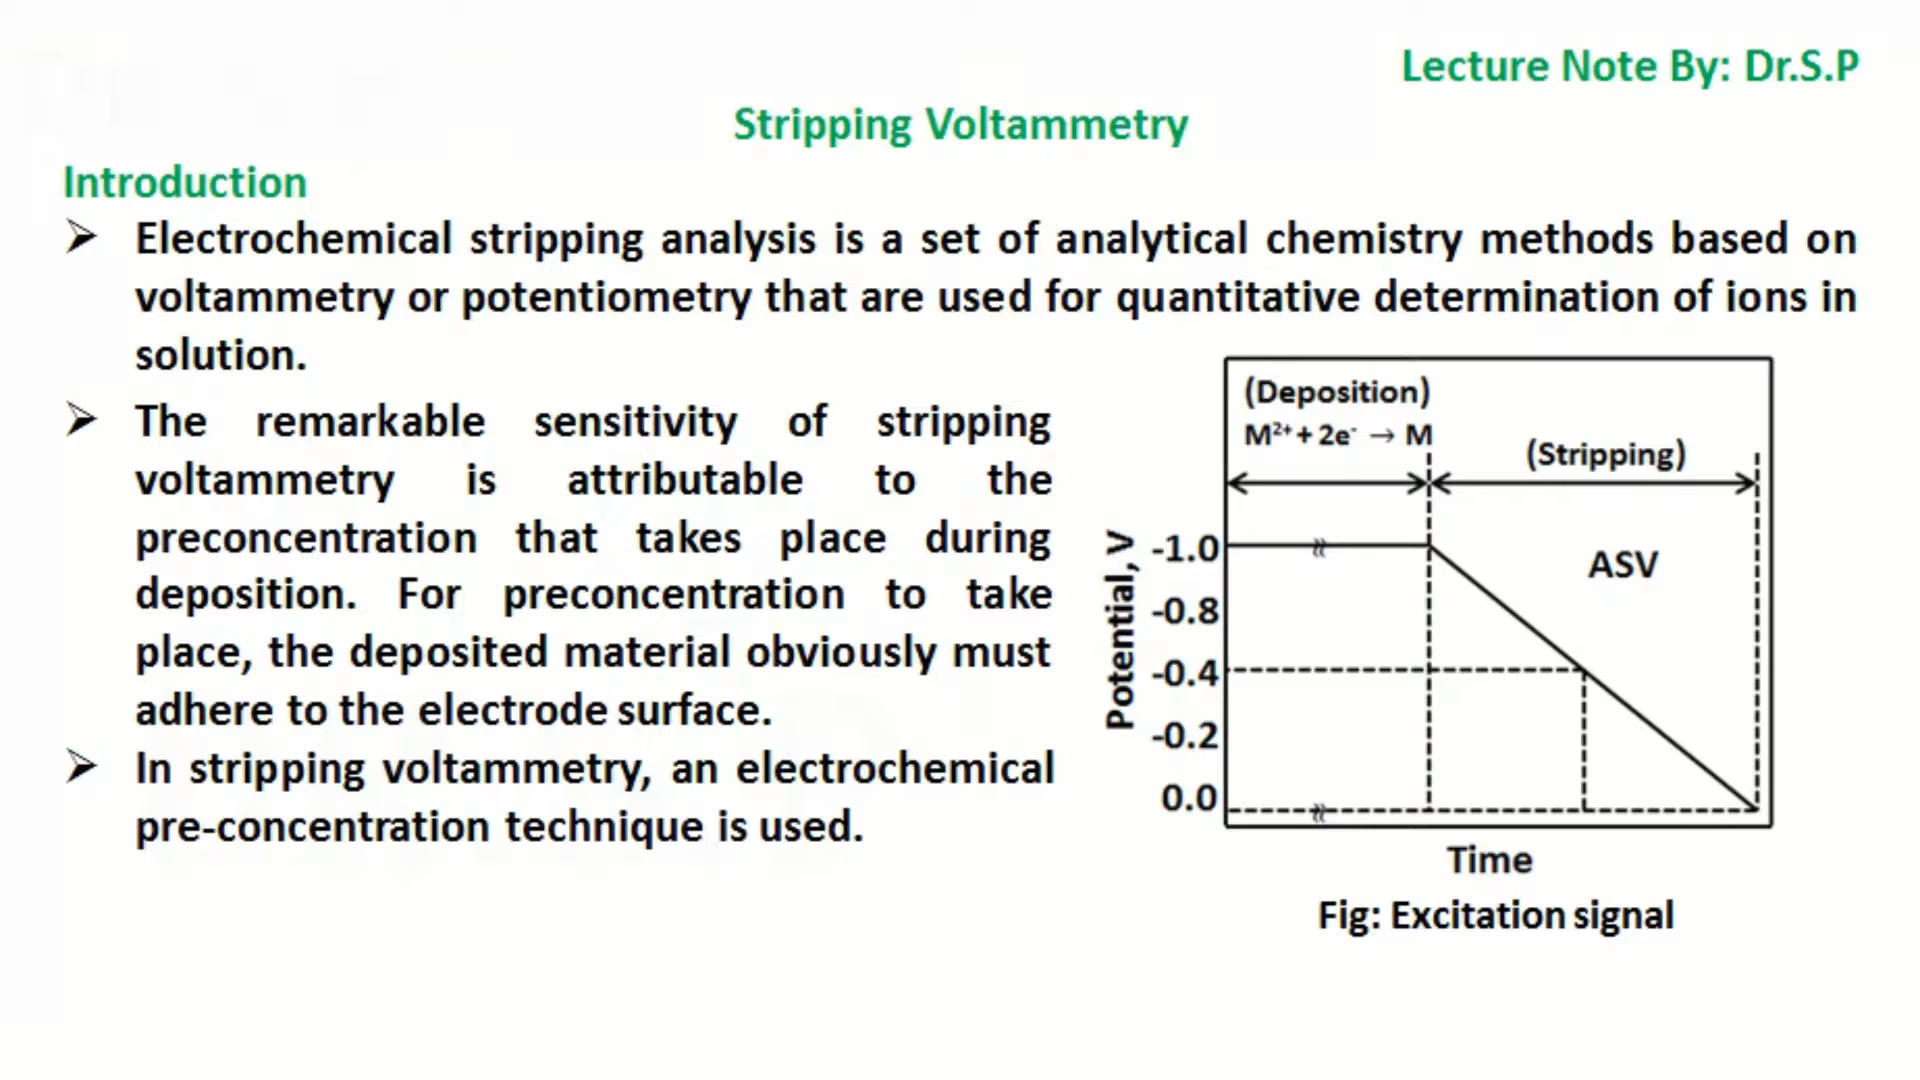 Lecture Note By: Dr.S.P
Stripping Voltammetry
Introduction
➢ Electrochemical stripping analysis is a set of analytical chemistry methods based on
voltammetry or potentiometry that are used for quantitative determination of ions in
solution.
➢ The remarkable sensitivity of stripping
voltammetry is attributable to the
preconcentration that takes place during
deposition. For preconcentration to take
place, the deposited material obviously must
adhere to the electrode surface.
➢ In stripping voltammetry, an electrochemical
pre-concentration technique is used.
(Deposition)
M²⁺ + 2e⁻ → M
(Stripping)
ASV
Potential, V
-1.0
-0.8
-0.4
-0.2
0.0
Time
Fig: Excitation signal